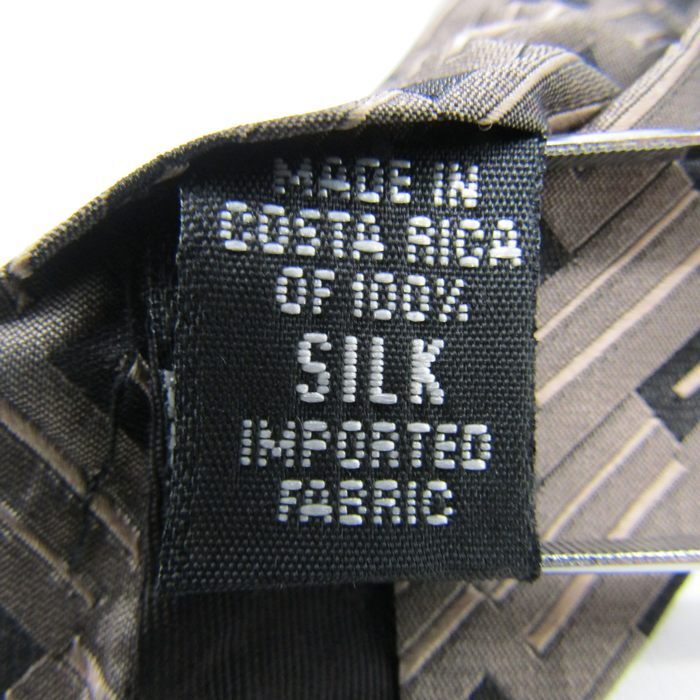 MADE IN
COSTA RICA
OF 100%
SILK
IMPORTED
FABRIC